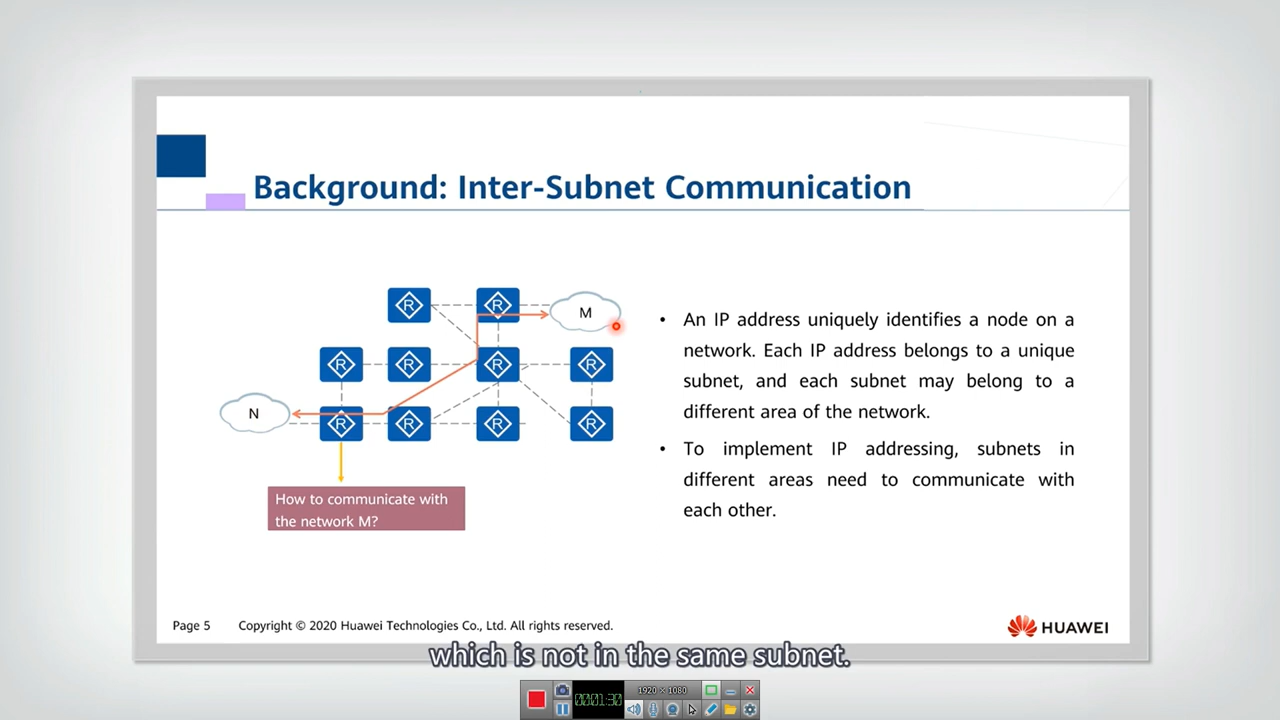 Background: Inter-Subnet Communication
R
R
M
R
R
R
R
N
R
R
R
R
How to communicate with
the network M?
• An IP address uniquely identifies a node on a
network. Each IP address belongs to a unique
subnet, and each subnet may belong to a
different area of the network.
• To implement IP addressing, subnets in
different areas need to communicate with
each other.
Page 5 Copyright © 2020 Huawei Technologies Co., Ltd. All rights reserved.
HUAWEI
which is not in the same subnet.
00:01:30
1920 × 1080